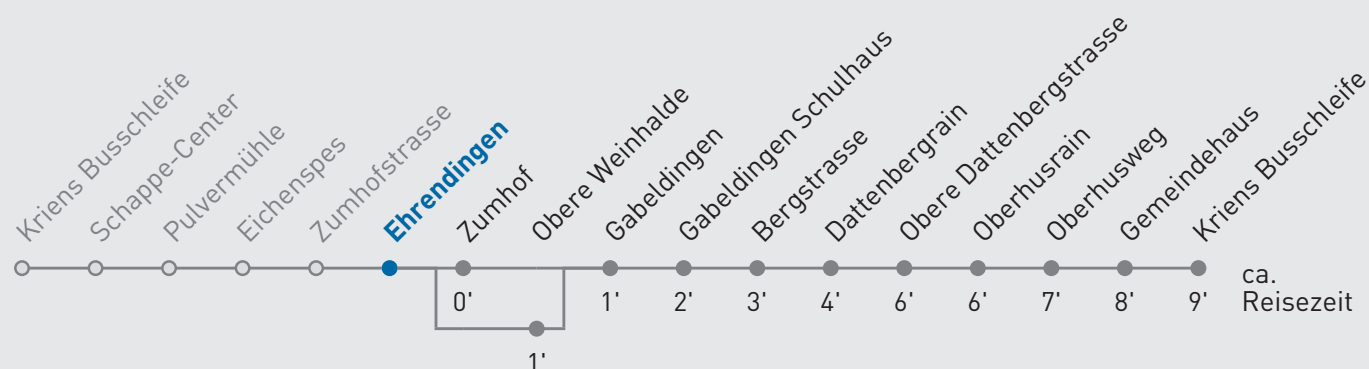 Kriens Busschleife
Schappe-Center
Pulvermühle
Eichenspes
Zumhofstrasse
Ehrendingen
Zumhof
Obere Weinhalde
Gabeldingen
Gabeldingen Schulhaus
Bergstrasse
Dattenbergrain
Obere Dattenbergstrasse
Oberhusrain
Oberhusweg
Gemeindehaus
Kriens Busschleife
0' 1' 2' 3' 4' 6' 6' 7' 8' 9'
ca.
Reisezeit
1'